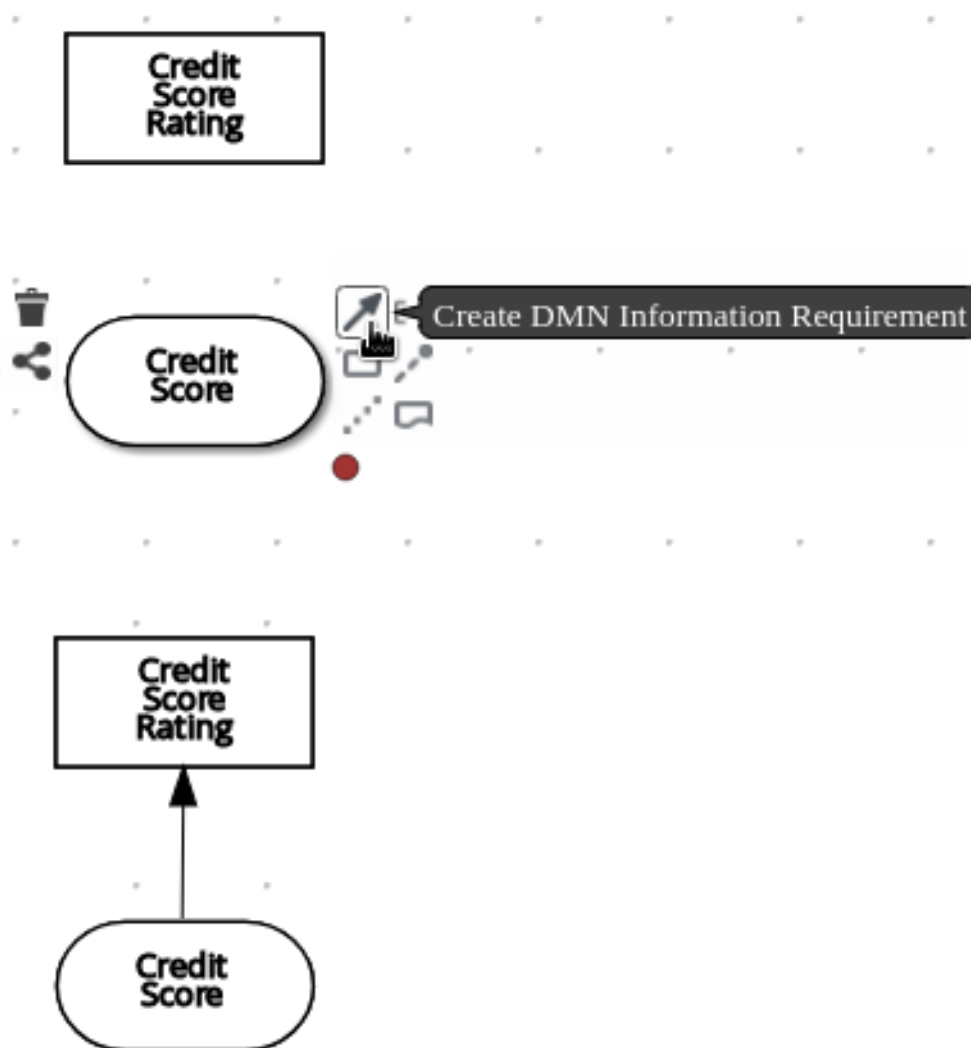 Credit
Score
Rating
Create DMN Information Requirement
Credit
Score
Credit
Score
Rating
Credit
Score